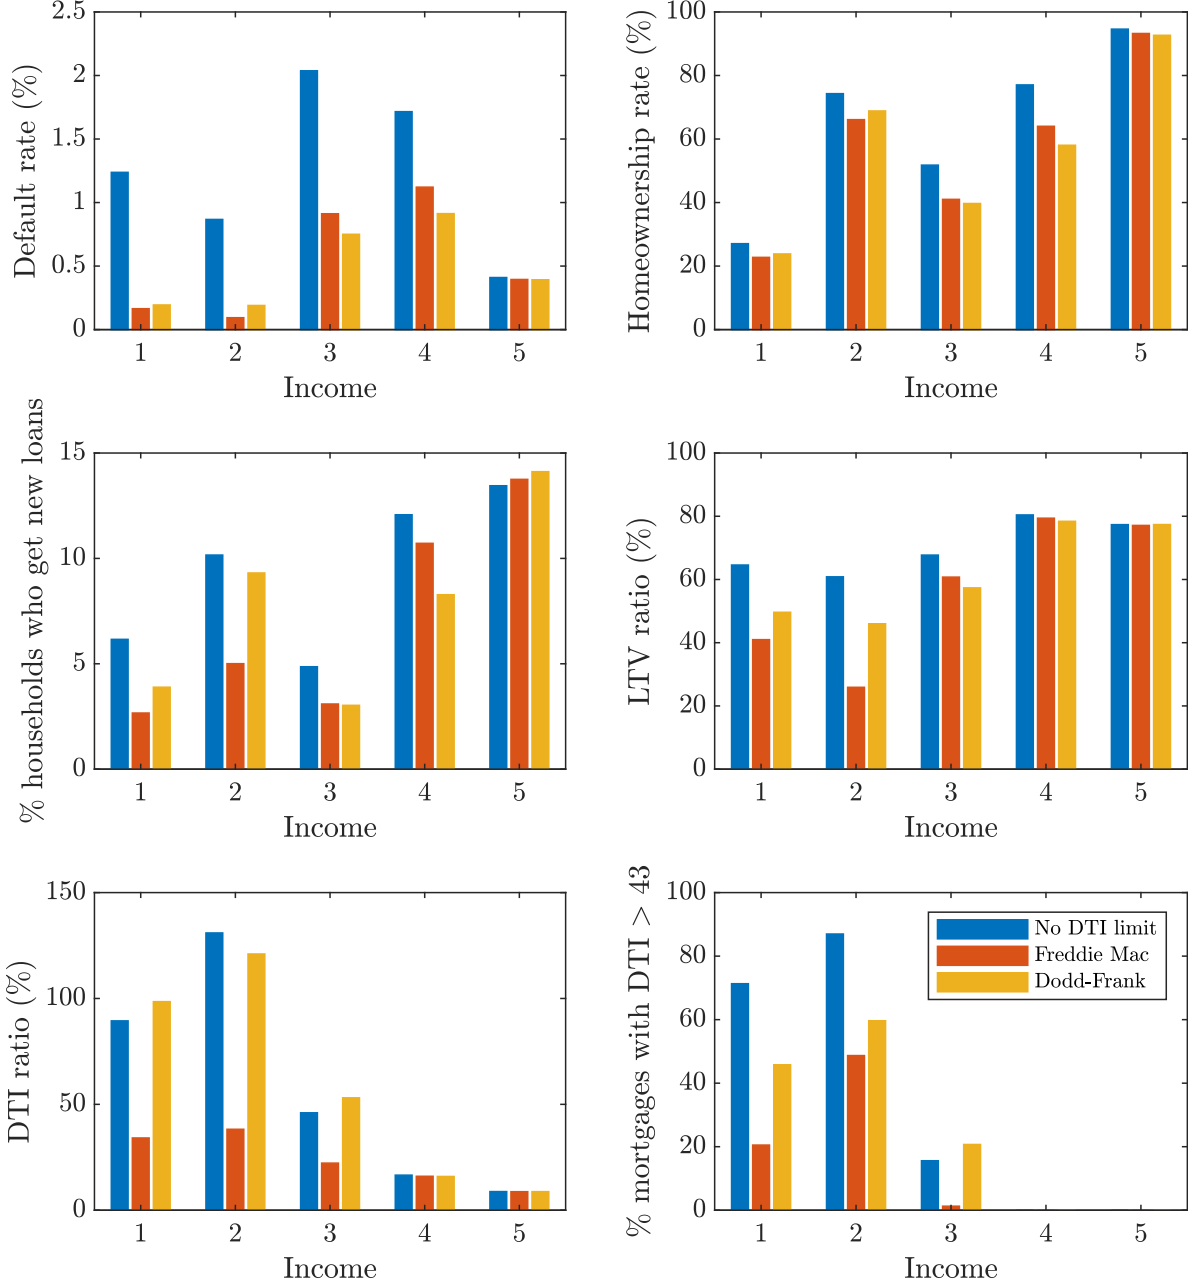 Default rate (%)
2.5
2
1.5
1
0.5
0
1 2 3 4 5
Income
Homeownership rate (%)
100
80
60
40
20
0
1 2 3 4 5
Income
% households who get new loans
15
10
5
0
1 2 3 4 5
Income
LTV ratio (%)
100
80
60
40
20
0
1 2 3 4 5
Income
DTI ratio (%)
150
100
50
0
1 2 3 4 5
Income
% mortgages with DTI > 43
100
80
60
40
20
0
No DTI limit
Freddie Mac
Dodd-Frank
1 2 3 4 5
Income